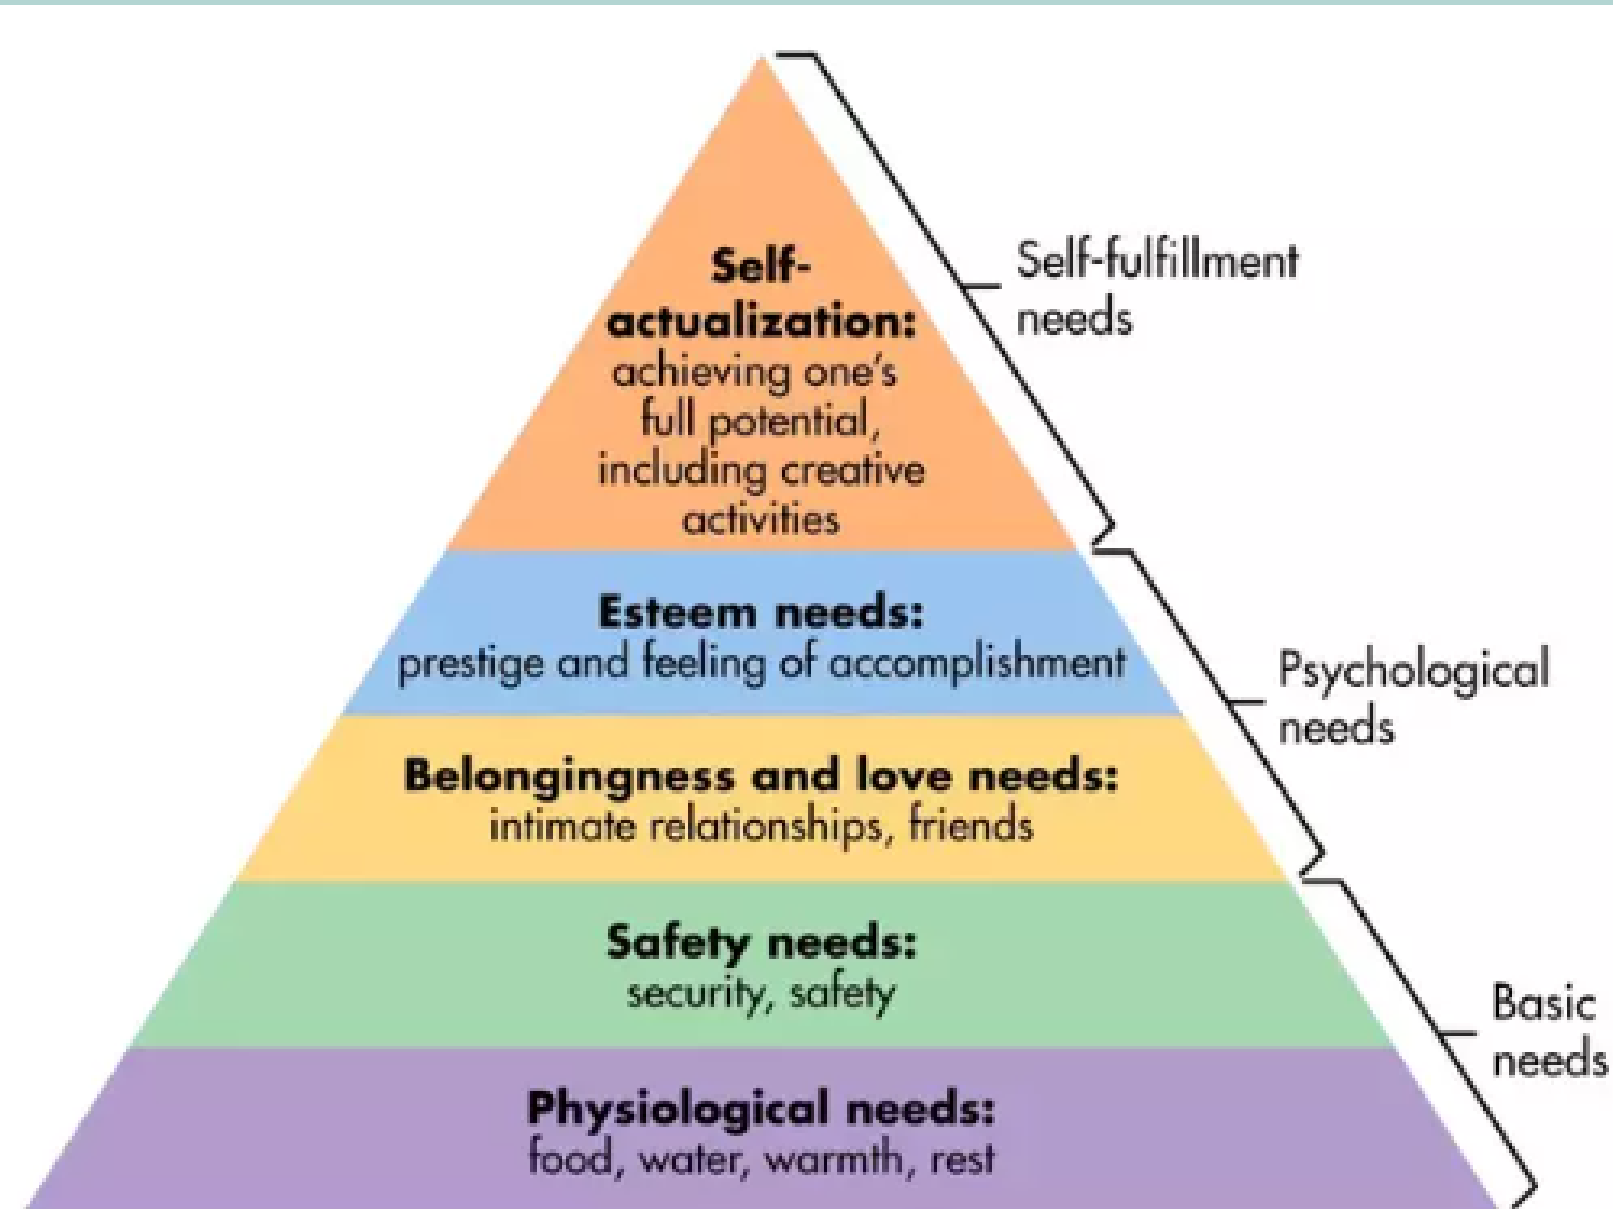 Self-
actualization:
achieving one's
full potential,
including creative
activities
Self-fulfillment
needs
Esteem needs:
prestige and feeling of accomplishment
Psychological
needs
Belongingness and love needs:
intimate relationships, friends
Safety needs:
security, safety
Basic
needs
Physiological needs:
food, water, warmth, rest